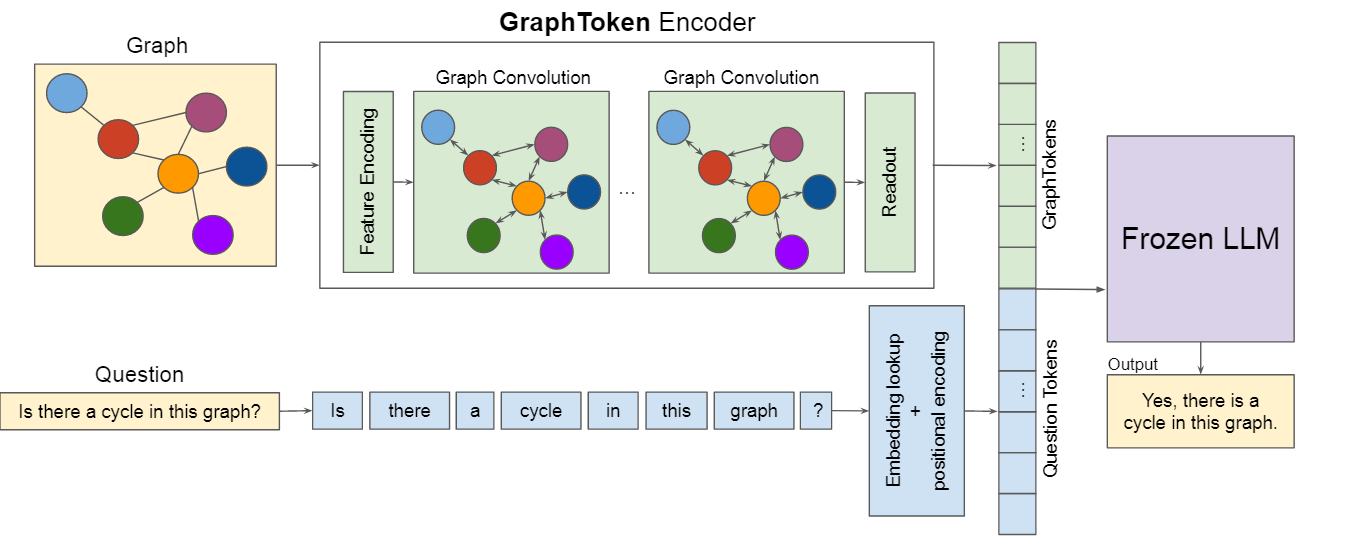 GraphToken Encoder
Graph
Graph Convolution
Graph Convolution
Feature Encoding
...
Readout
...
GraphTokens
Frozen LLM
Question
Is there a cycle in this graph?
Is
there
a
cycle
in
this
graph
?
Embedding lookup
+
positional encoding
...
Question Tokens
Output
Yes, there is a
cycle in this graph.